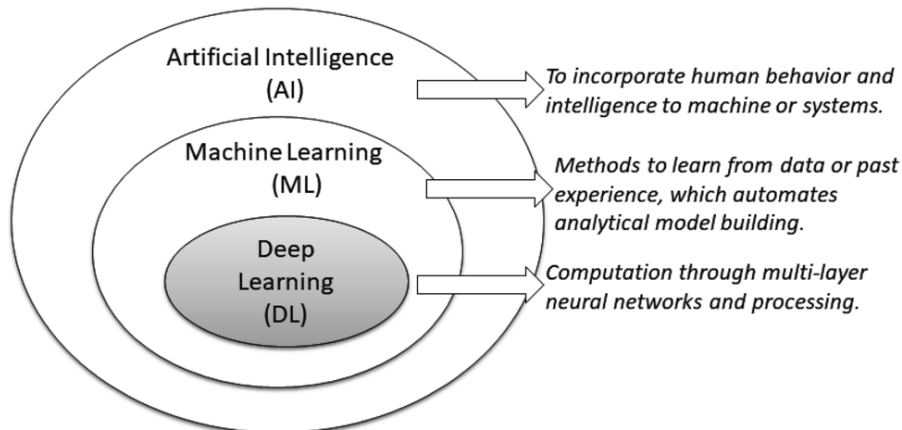 Artificial Intelligence
(AI)
To incorporate human behavior and
intelligence to machine or systems.
Machine Learning
(ML)
Methods to learn from data or past
experience, which automates
analytical model building.
Deep
Learning
(DL)
Computation through multi-layer
neural networks and processing.